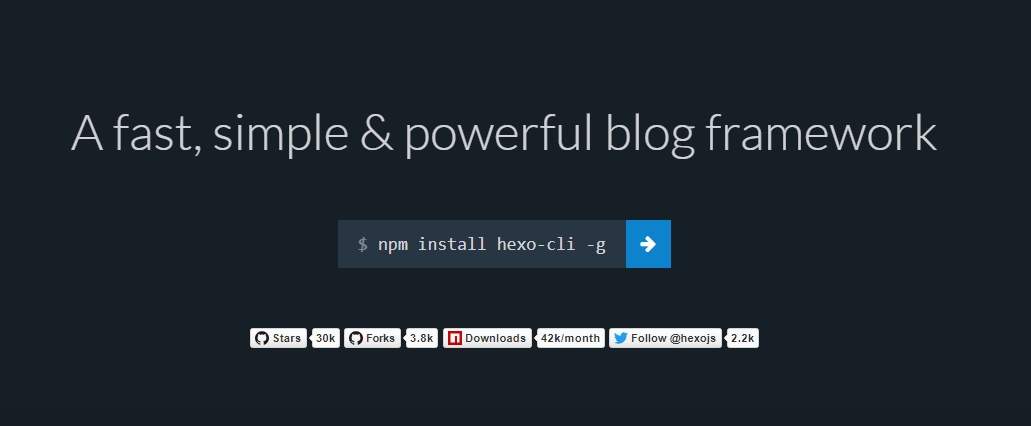 A fast, simple & powerful blog framework
$ npm install hexo-cli -g
Stars 30k Forks 3.8k Downloads 42k/month Follow @hexojs 2.2k